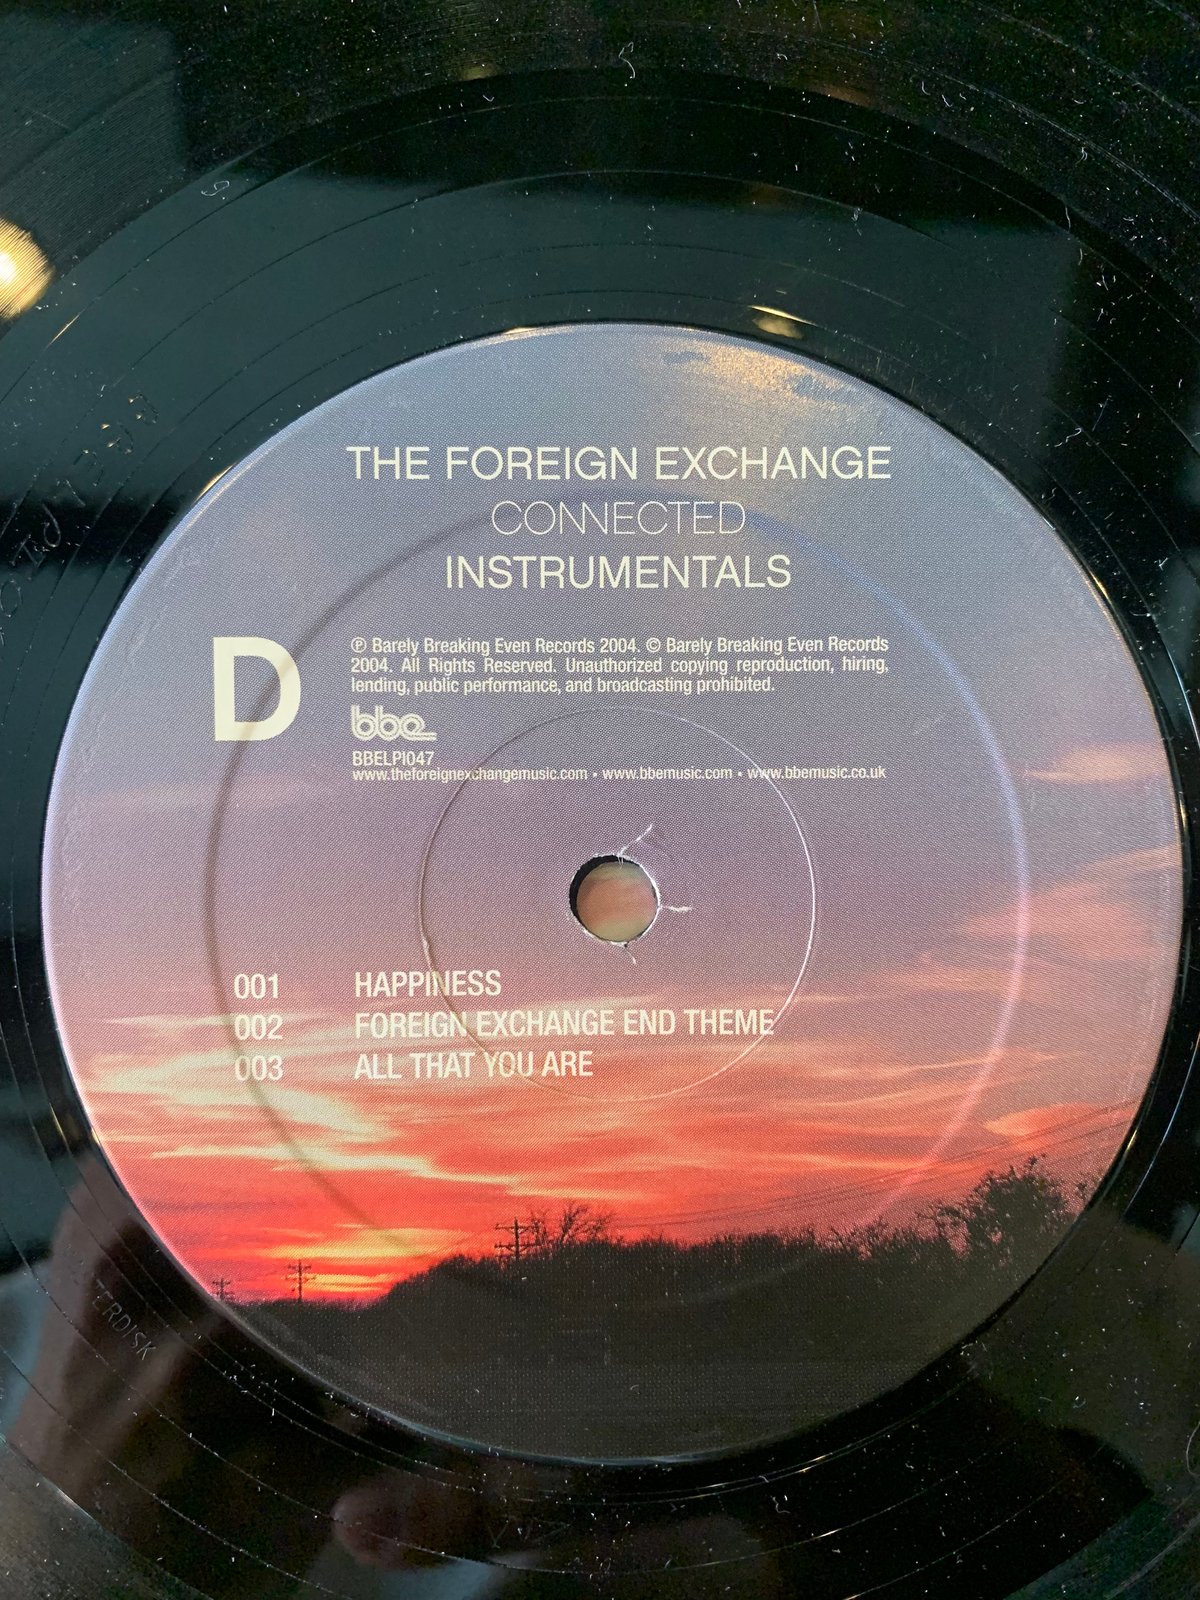 THE FOREIGN EXCHANGE
CONNECTED
INSTRUMENTALS
D
℗ Barely Breaking Even Records 2004. © Barely Breaking Even Records
2004. All Rights Reserved. Unauthorized copying reproduction, hiring,
lending, public performance, and broadcasting prohibited.
bbe
BBELPI047
www.theforeignexchangemusic.com • www.bbemusic.com • www.bbemusic.co.uk
001 HAPPINESS
002 FOREIGN EXCHANGE END THEME
003 ALL THAT YOU ARE